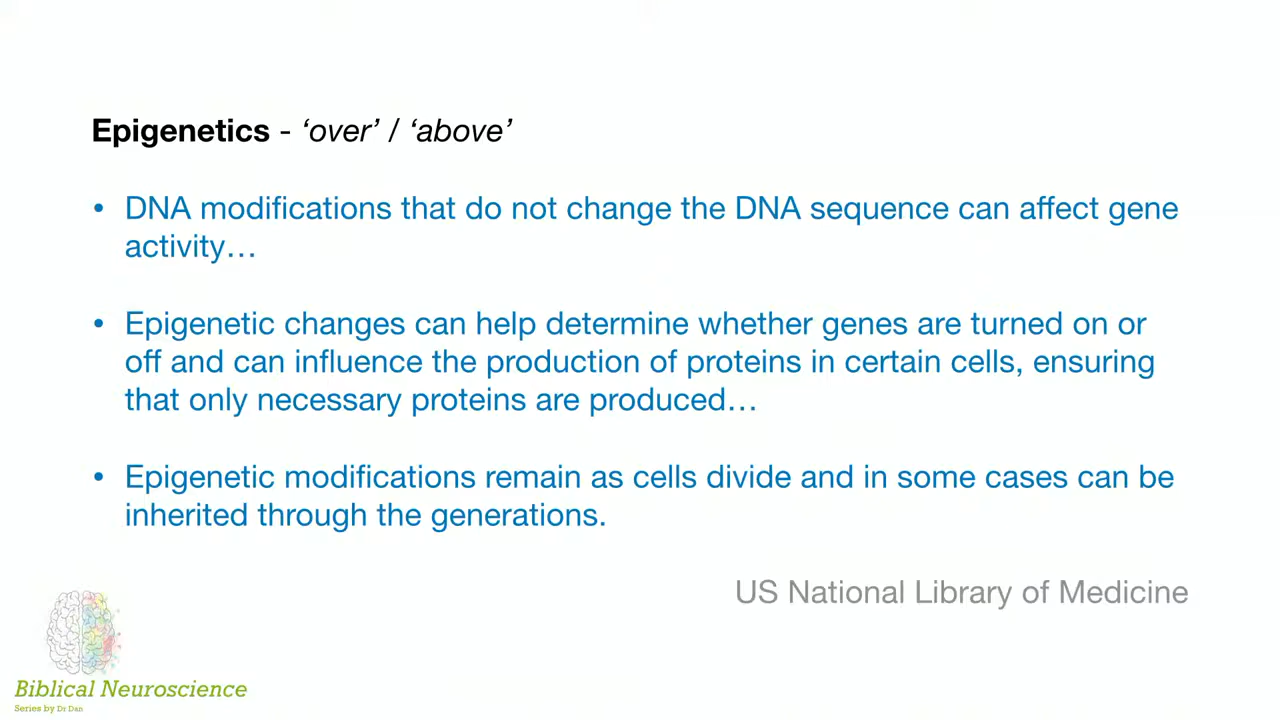 Epigenetics - ‘over’ / ‘above’
• DNA modifications that do not change the DNA sequence can affect gene
activity…
• Epigenetic changes can help determine whether genes are turned on or
off and can influence the production of proteins in certain cells, ensuring
that only necessary proteins are produced…
• Epigenetic modifications remain as cells divide and in some cases can be
inherited through the generations.
US National Library of Medicine
Biblical Neuroscience
Series by Dr Dan